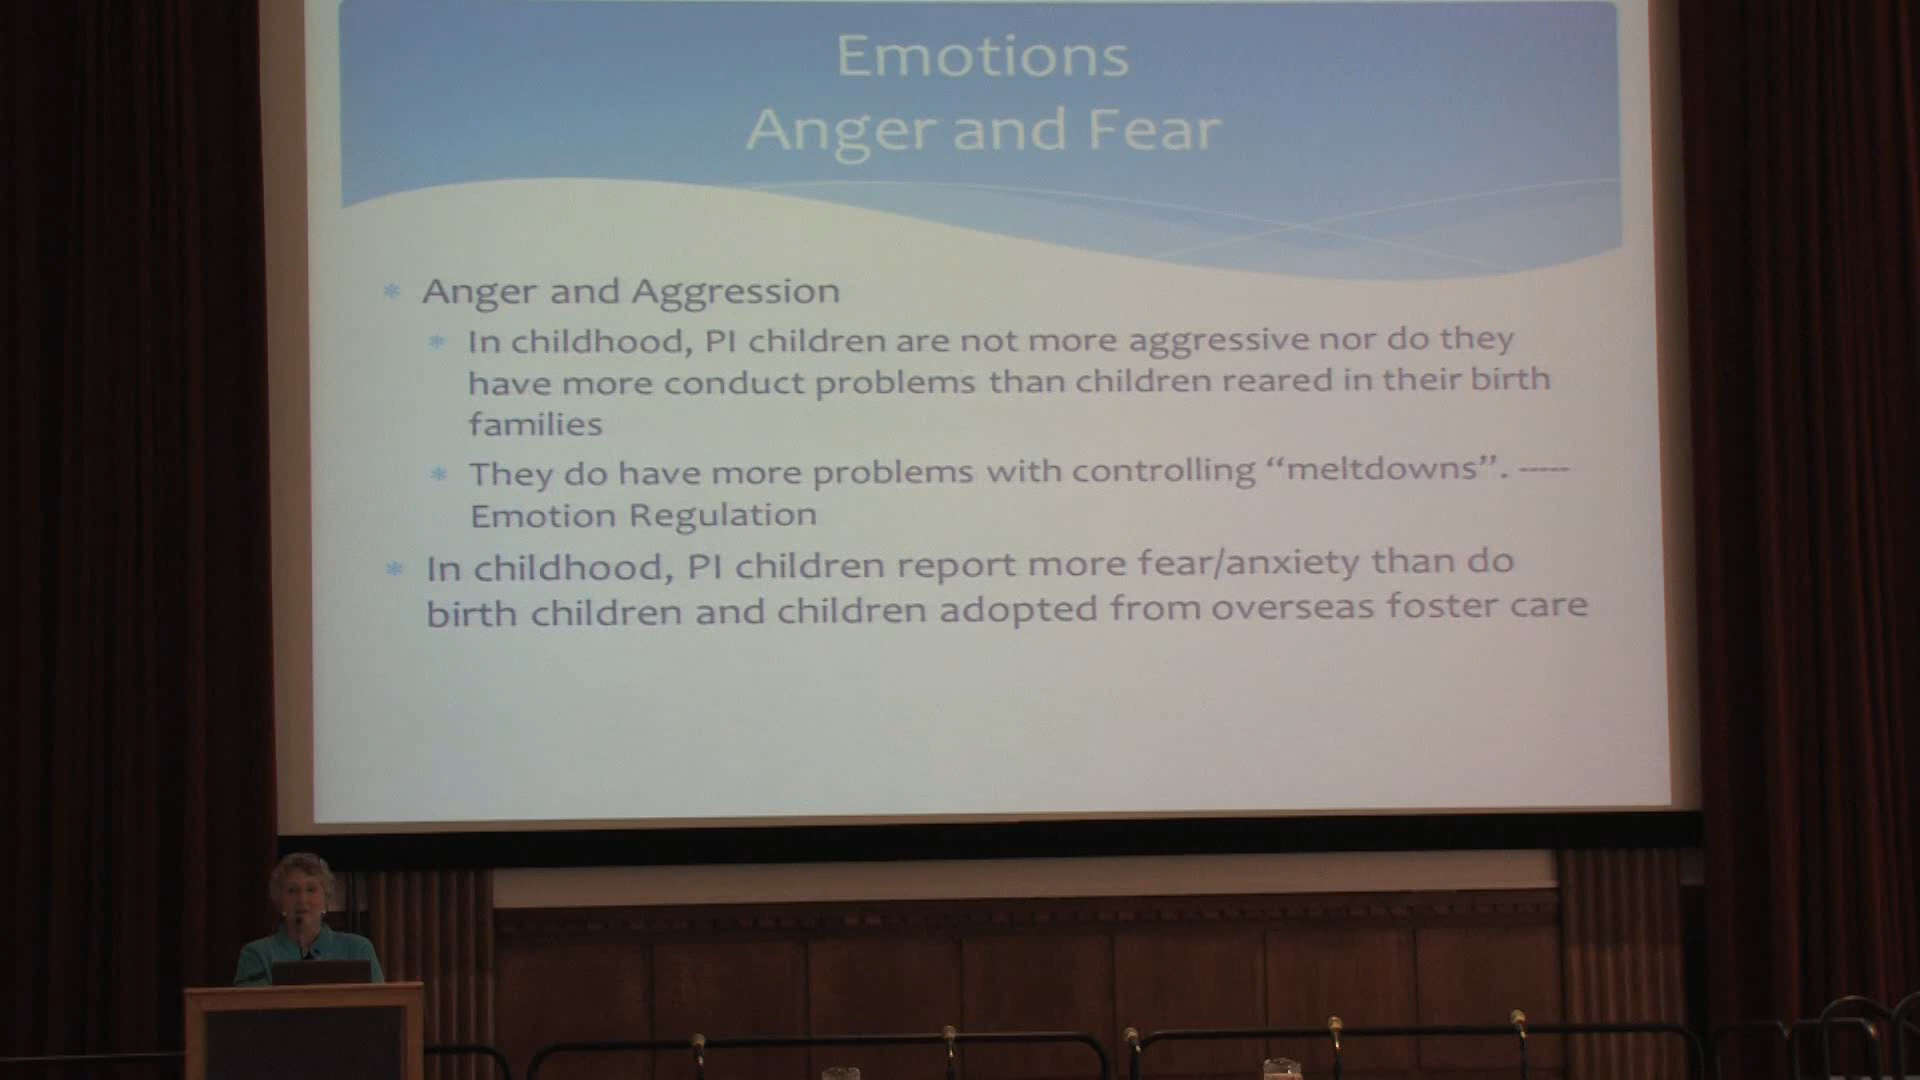 Emotions
Anger and Fear
* Anger and Aggression
* In childhood, PI children are not more aggressive nor do they
have more conduct problems than children reared in their birth
families
* They do have more problems with controlling “meltdowns”. -----
Emotion Regulation
* In childhood, PI children report more fear/anxiety than do
birth children and children adopted from overseas foster care